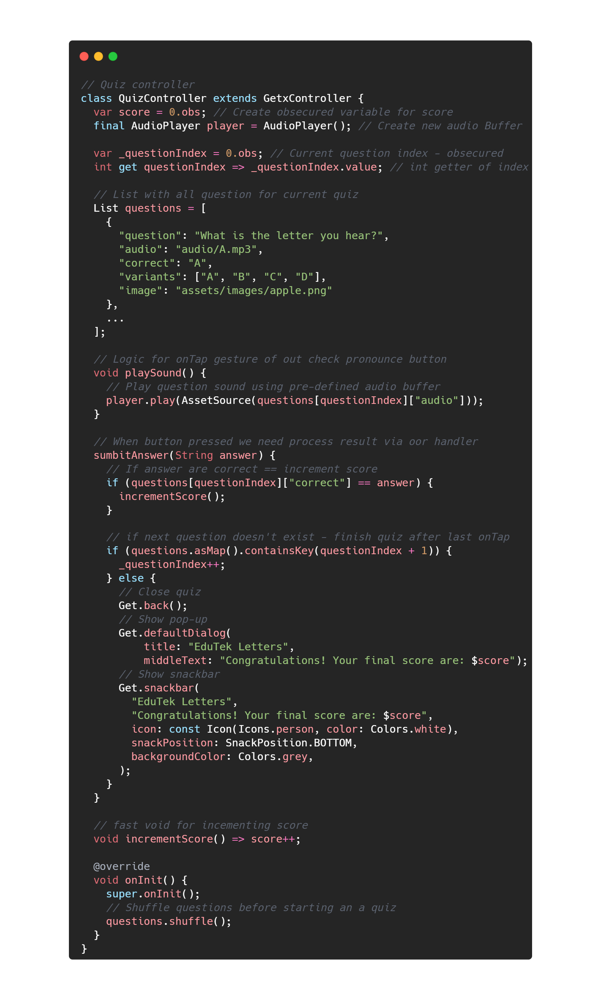 // Quiz controller
class QuizController extends GetxController {
  var score = 0.obs; // Create obsecured variable for score
  final AudioPlayer player = AudioPlayer(); // Create new audio Buffer

  var _questionIndex = 0.obs; // Current question index - obsecured
  int get questionIndex => _questionIndex.value; // int getter of index

  // List with all question for current quiz
  List questions = [
    {
      "question": "What is the letter you hear?",
      "audio": "audio/A.mp3",
      "correct": "A",
      "variants": ["A", "B", "C", "D"],
      "image": "assets/images/apple.png"
    },
    ...
  ];

  // Logic for onTap gesture of out check pronounce button
  void playSound() {
    // Play question sound using pre-defined audio buffer
    player.play(AssetSource(questions[questionIndex]["audio"]));
  }

  // When button pressed we need process result via oor handler
  sumbitAnswer(String answer) {
    // If answer are correct == increment score
    if (questions[questionIndex]["correct"] == answer) {
      incrementScore();
    }

    // if next question doesn't exist - finish quiz after last onTap
    if (questions.asMap().containsKey(questionIndex + 1)) {
      _questionIndex++;
    } else {
      // Close quiz
      Get.back();
      // Show pop-up
      Get.defaultDialog(
          title: "EduTek Letters",
          middleText: "Congratulations! Your final score are: $score");
      // Show snackbar
      Get.snackbar(
        "EduTek Letters",
        "Congratulations! Your final score are: $score",
        icon: const Icon(Icons.person, color: Colors.white),
        snackPosition: SnackPosition.BOTTOM,
        backgroundColor: Colors.grey,
      );
    }
  }

  // fast void for incementing score
  void incrementScore() => score++;

  @override
  void onInit() {
    super.onInit();
    // Shuffle questions before starting an a quiz
    questions.shuffle();
  }
}